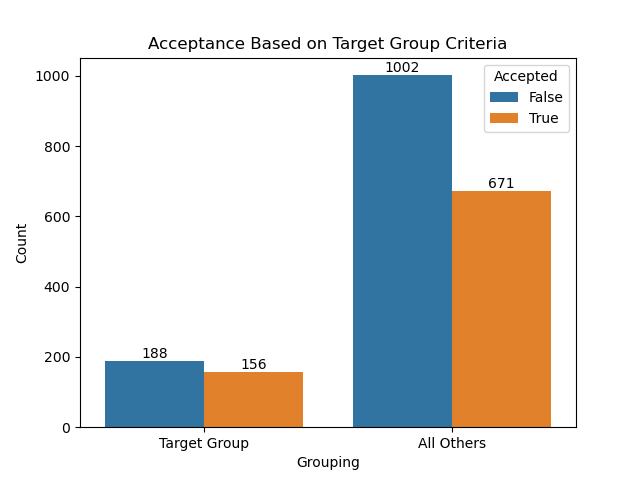 Acceptance Based on Target Group Criteria
1002
1000
Accepted
False
True
800
671
600
Count
400
188
156
200
0
Target Group
All Others
Grouping